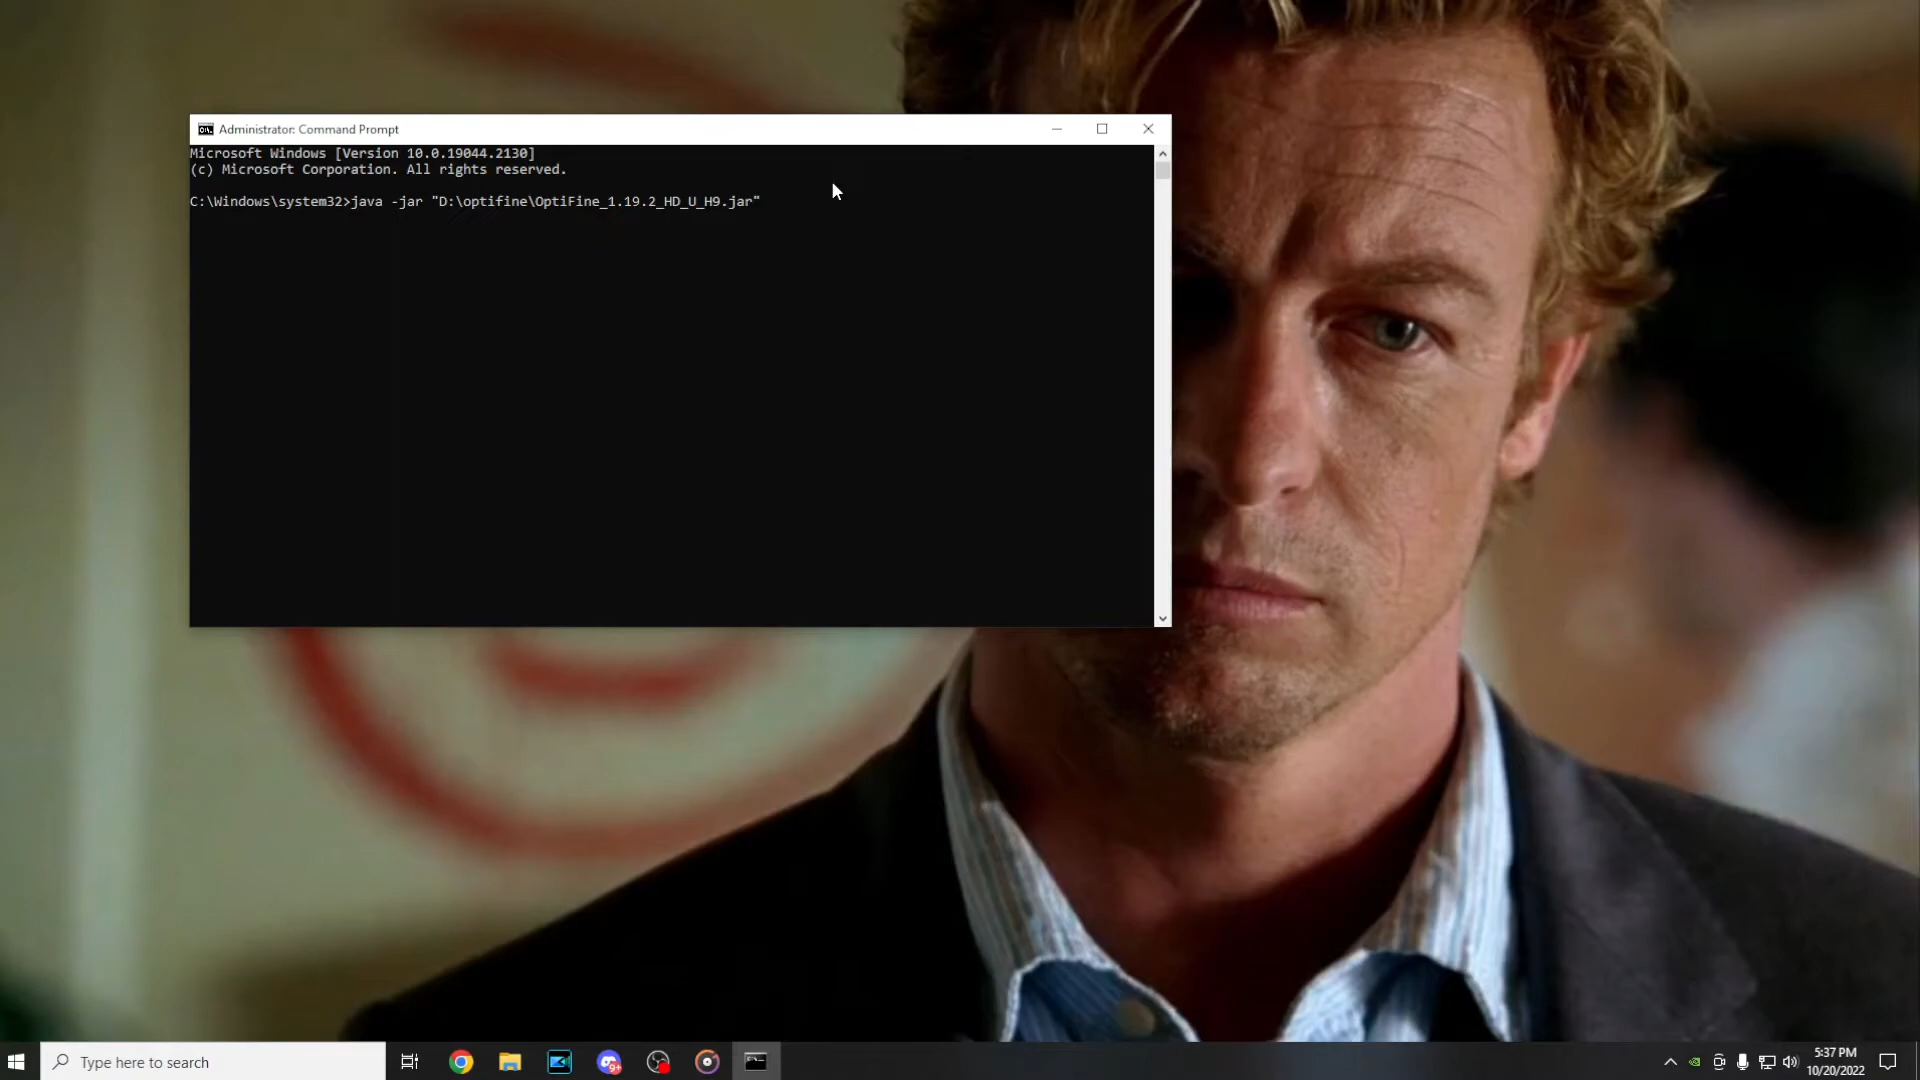 Administrator: Command Prompt
Microsoft Windows [Version 10.0.19044.2130]
(c) Microsoft Corporation. All rights reserved.
C:\Windows\system32>java -jar "D:\optifine\OptiFine_1.19.2_HD_U_H9.jar"
Type here to search
9+
5:37 PM
10/20/2022